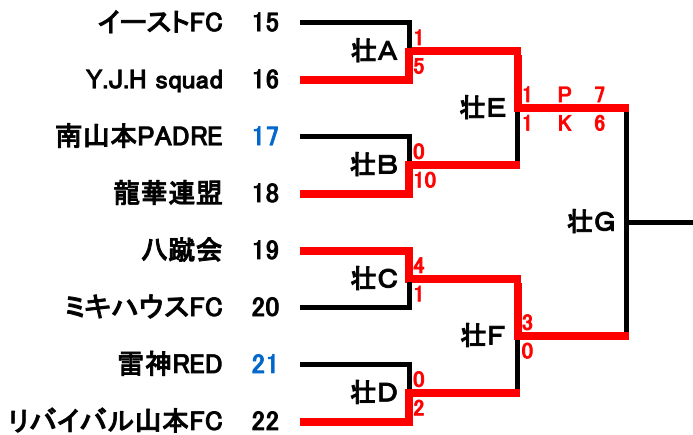 イーストFC 15
壮A
1
5
Y.J.H squad 16
壮E
1 P 7
1 K 6
南山本PADRE 17
壮B
0
10
龍華連盟 18
壮G
八蹴会 19
壮C
4
1
ミキハウスFC 20
壮F
3
0
雷神RED 21
壮D
0
2
リバイバル山本FC 22